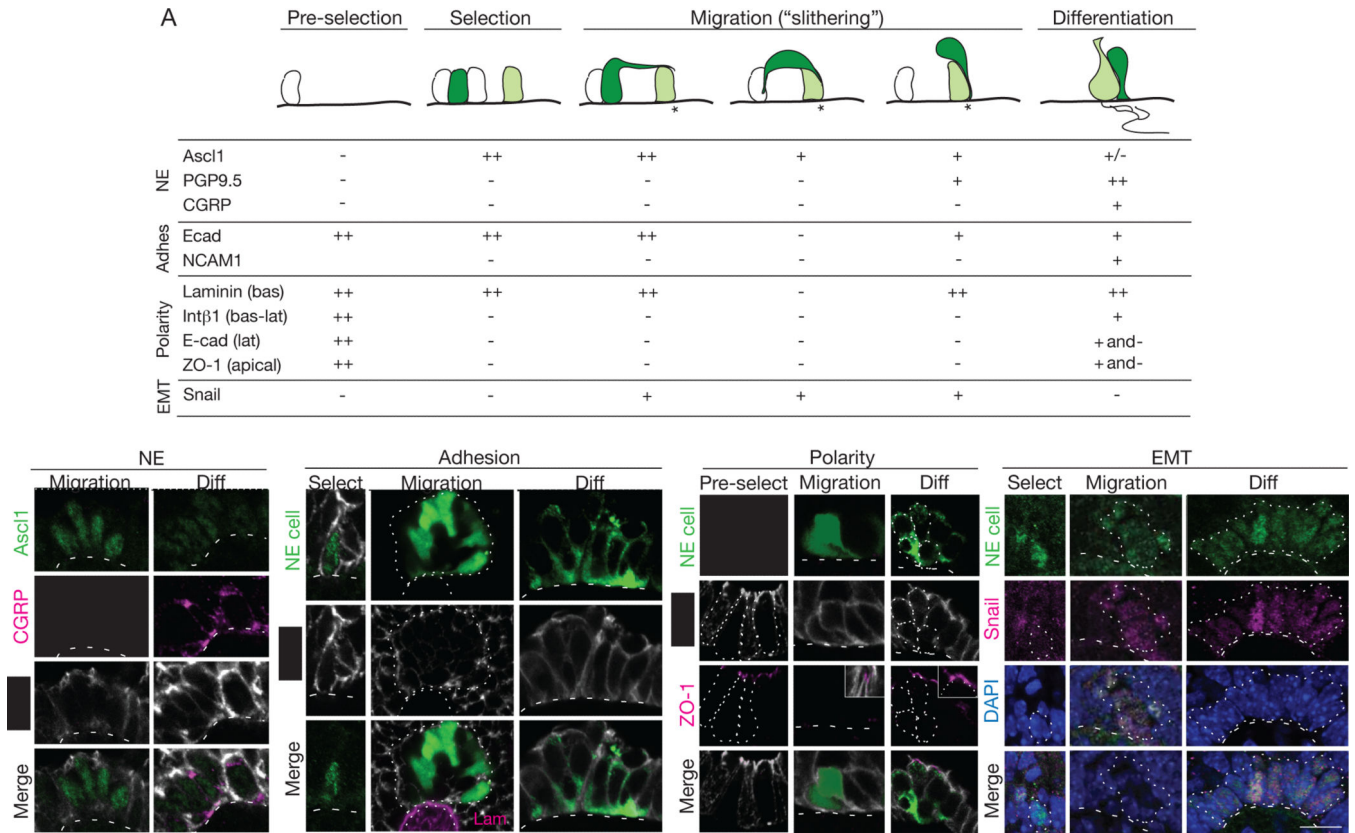 A
Pre-selection Selection Migration ("slithering") Differentiation
* * *
NE
Ascl1 - ++ ++ + + +/-
PGP9.5 - - - - + ++
CGRP - - - - - +
Adhes
Ecad ++ ++ ++ - + +
NCAM1 - - - - +
Polarity
Laminin (bas) ++ ++ ++ - ++ ++
Intβ1 (bas-lat) ++ - - - - +
E-cad (lat) ++ - - - - + and-
ZO-1 (apical) ++ - - - - + and-
EMT
Snail - - + + + -
NE
Migration Diff
Ascl1
CGRP
Merge
Adhesion
Select Migration Diff
NE cell
Merge
Lam
Polarity
Pre-select Migration Diff
NE cell
ZO-1
Merge
EMT
Select Migration Diff
NE cell
Snail
DAPI
Merge